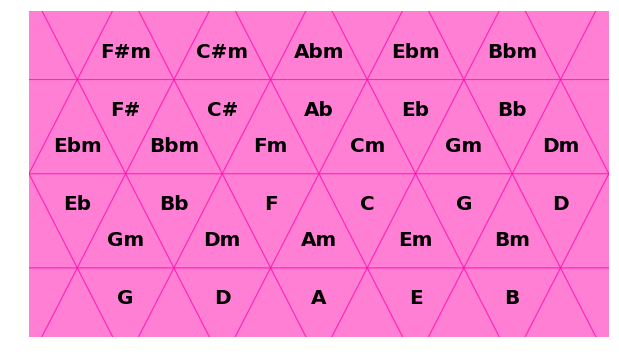 F#m C#m Abm Ebm Bbm
F# C# Ab Eb Bb
Ebm Bbm Fm Cm Gm Dm
Eb Bb F C G D
Gm Dm Am Em Bm
G D A E B